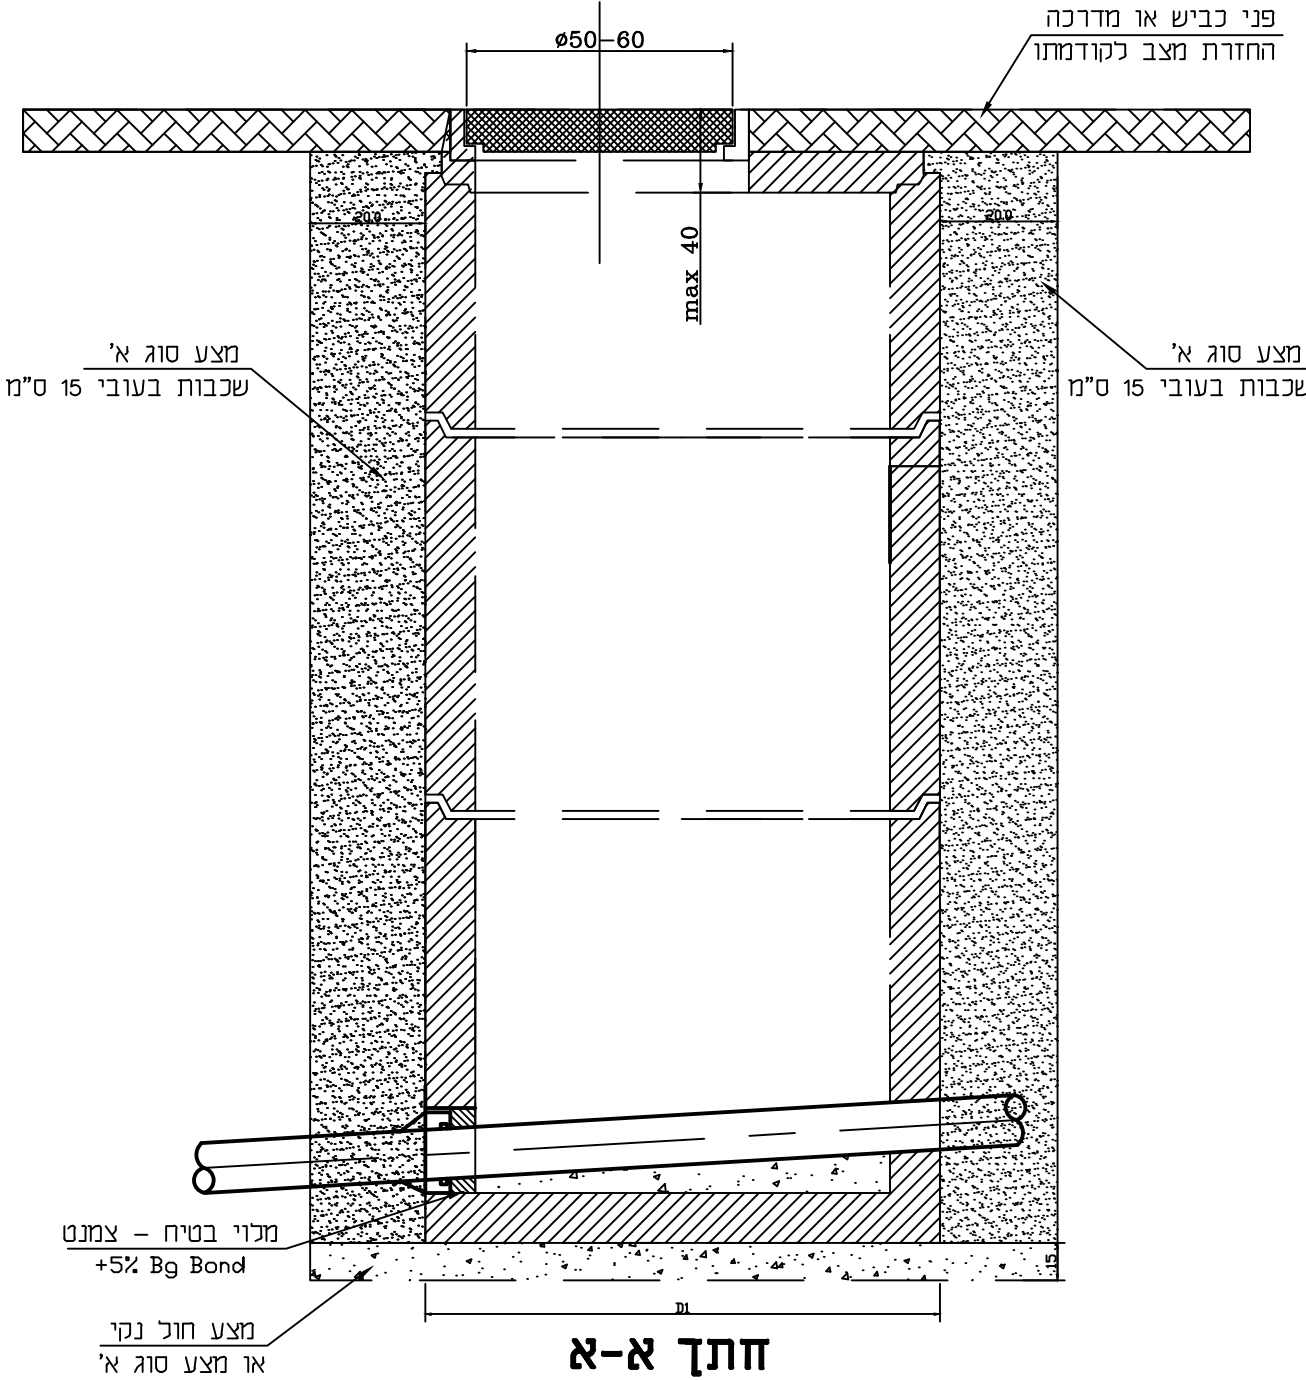 פני כביש או מדרכה
החזרת מצב לקודמתו
ø50-60
20.0
20.0
max 40
מצע סוג א'
שכבות בעובי 15 ס"מ
מצע סוג א'
שכבות בעובי 15 ס"מ
מלוי בטיח - צמנט
+5% Bg Bond
15
מצע חול נקי
או מצע סוג א'
D1
חתך א-א